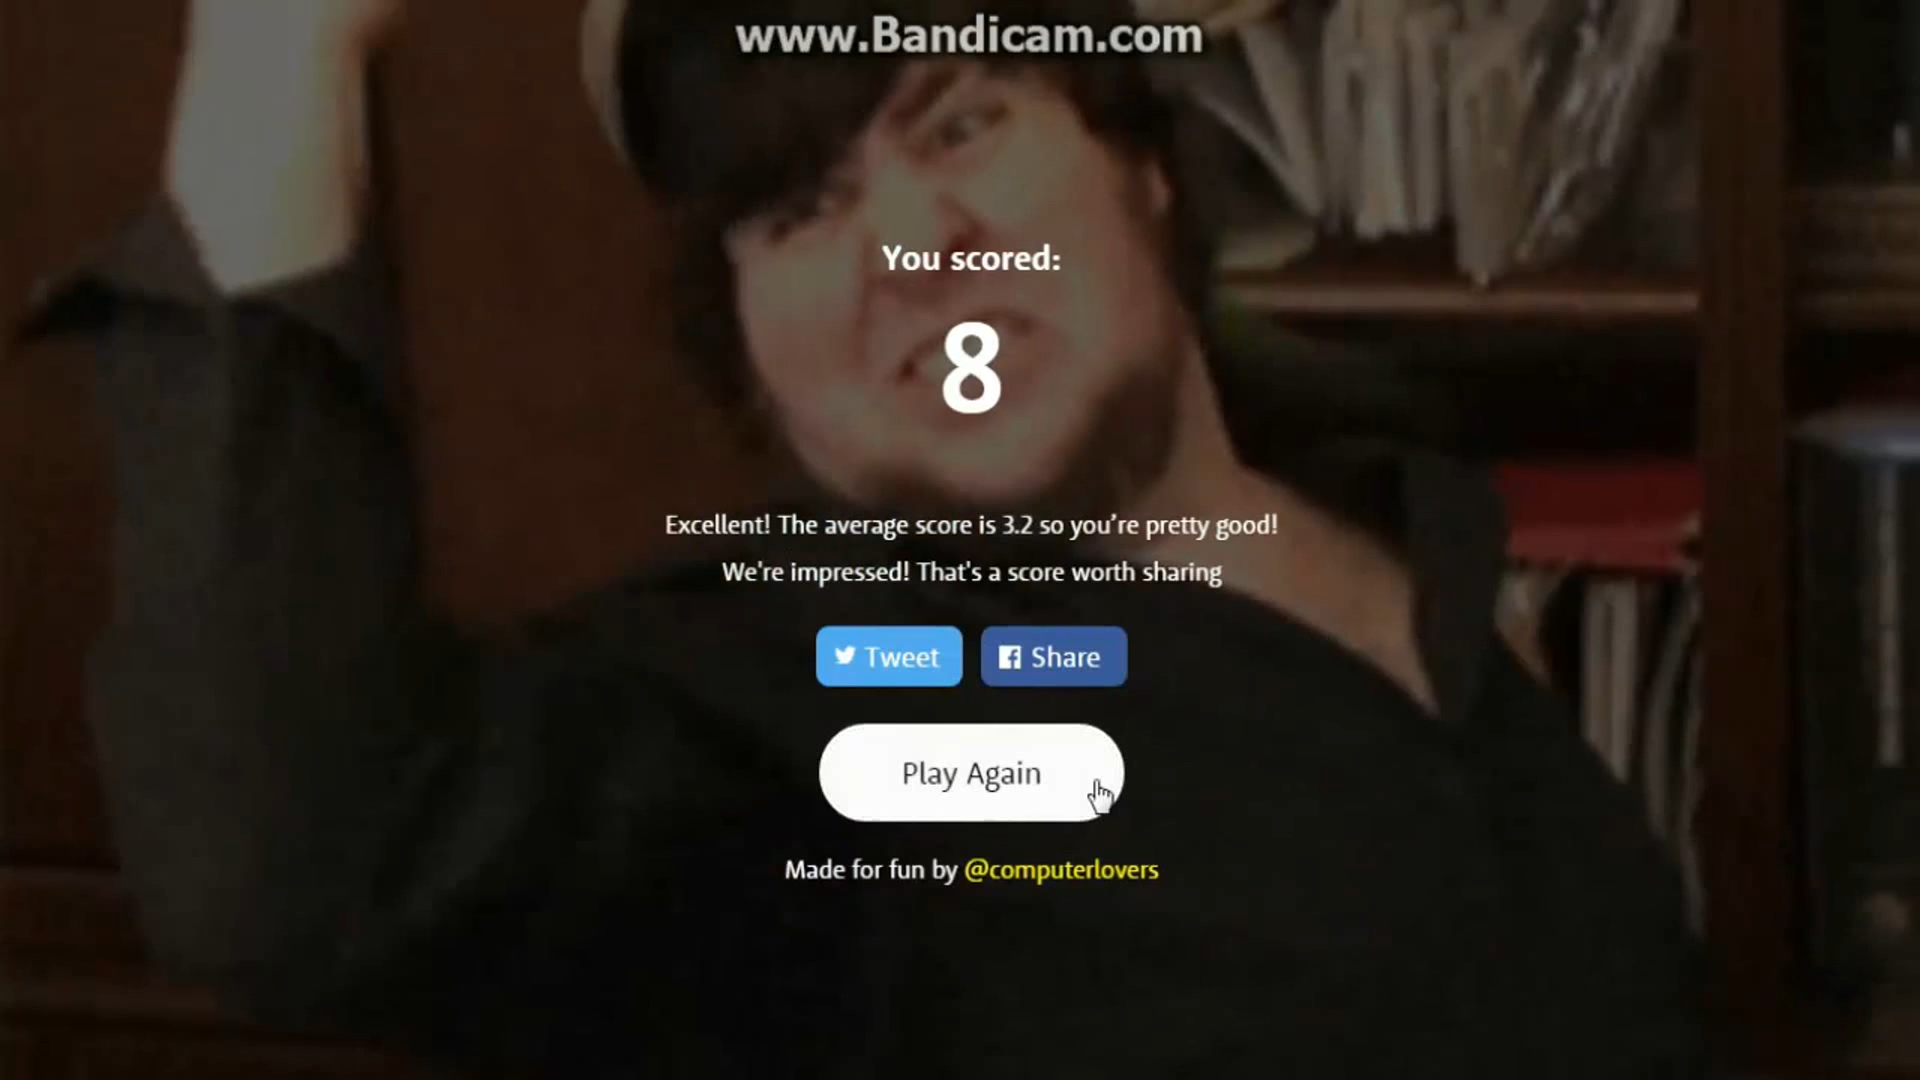 www.Bandicam.com
You scored:
8
Excellent! The average score is 3.2 so you're pretty good!
We're impressed! That's a score worth sharing
Tweet Share
Play Again
Made for fun by @computerlovers